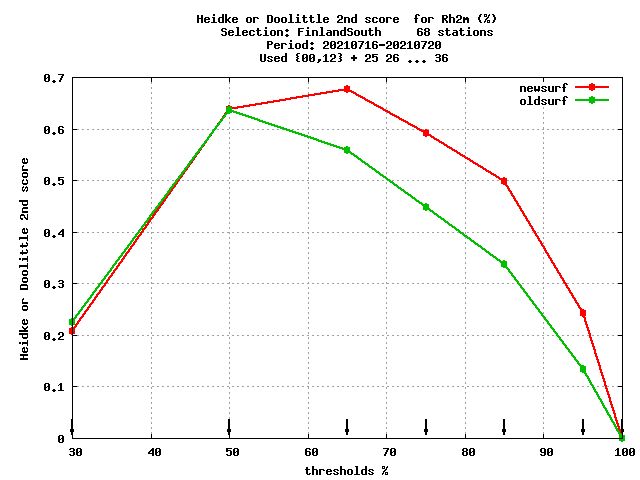 Heidke or Doolittle 2nd score  for Rh2m (%)
Selection: FinlandSouth     68 stations
Period: 20210716-20210720
Used {00,12} + 25 26 ... 36
newsurf
oldsurf
0.7
0.6
0.5
0.4
0.3
0.2
0.1
0
Heidke or Doolittle 2nd score
30 40 50 60 70 80 90 100
thresholds %